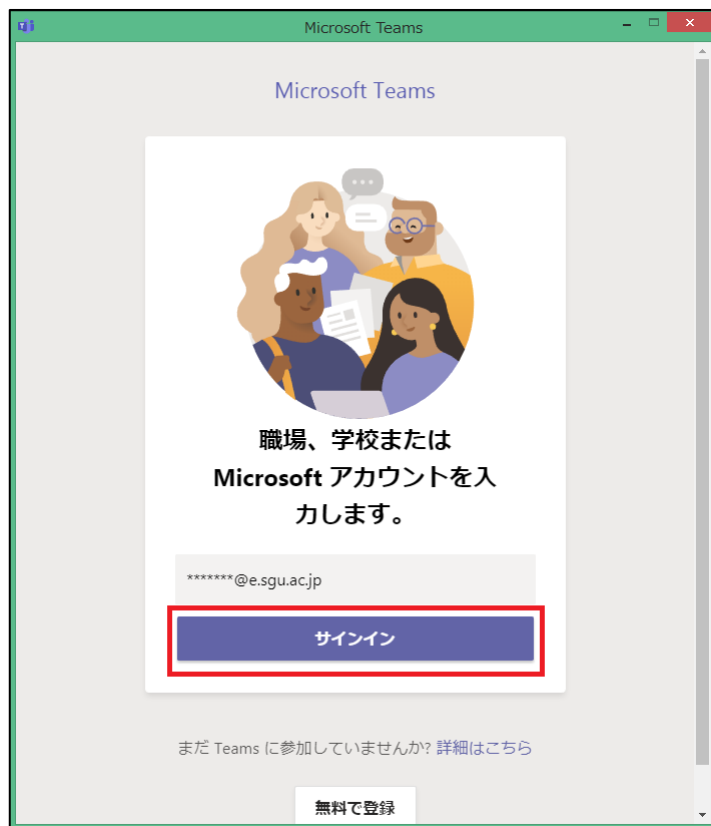 Microsoft Teams
Microsoft Teams
職場、学校または
Microsoft アカウントを入
力します。
*******@e.sgu.ac.jp
サインイン
まだ Teams に参加していませんか? 詳細はこちら
無料で登録